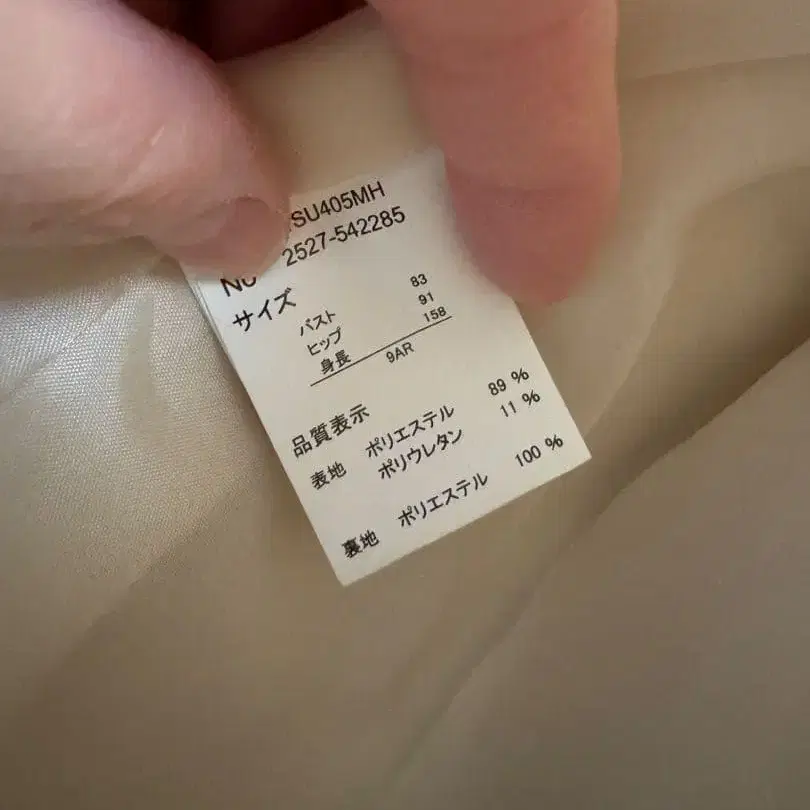 SU405MH
No 2527-542285
サイズ
バスト 83
ヒップ 91
身長 158
9AR
品質表示
表地 ポリエステル 89 %
ポリウレタン 11 %
裏地 ポリエステル 100 %